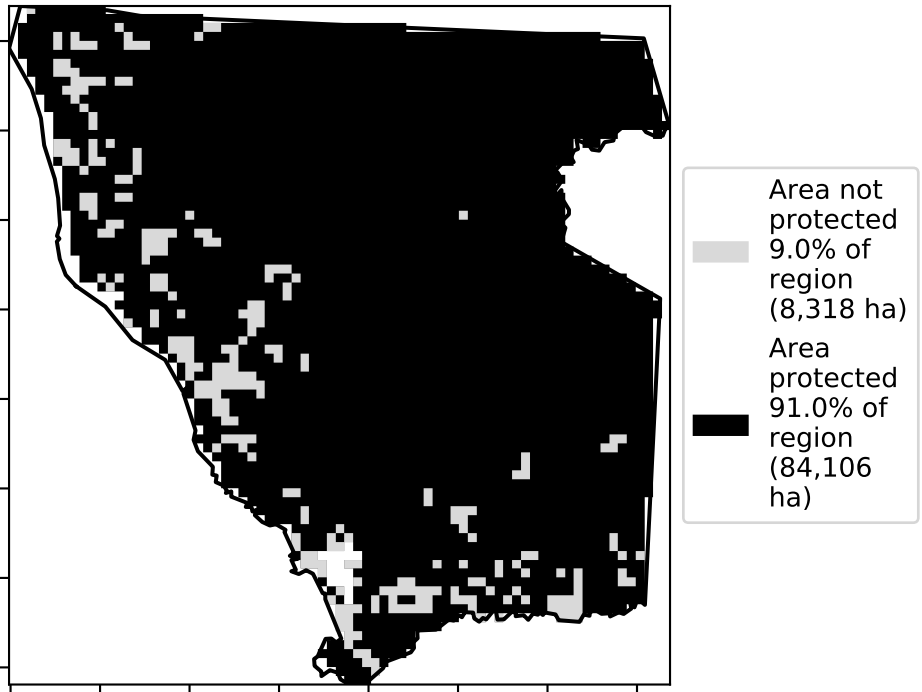 Area not
protected
9.0% of
region
(8,318 ha)
Area
protected
91.0% of
region
(84,106
ha)